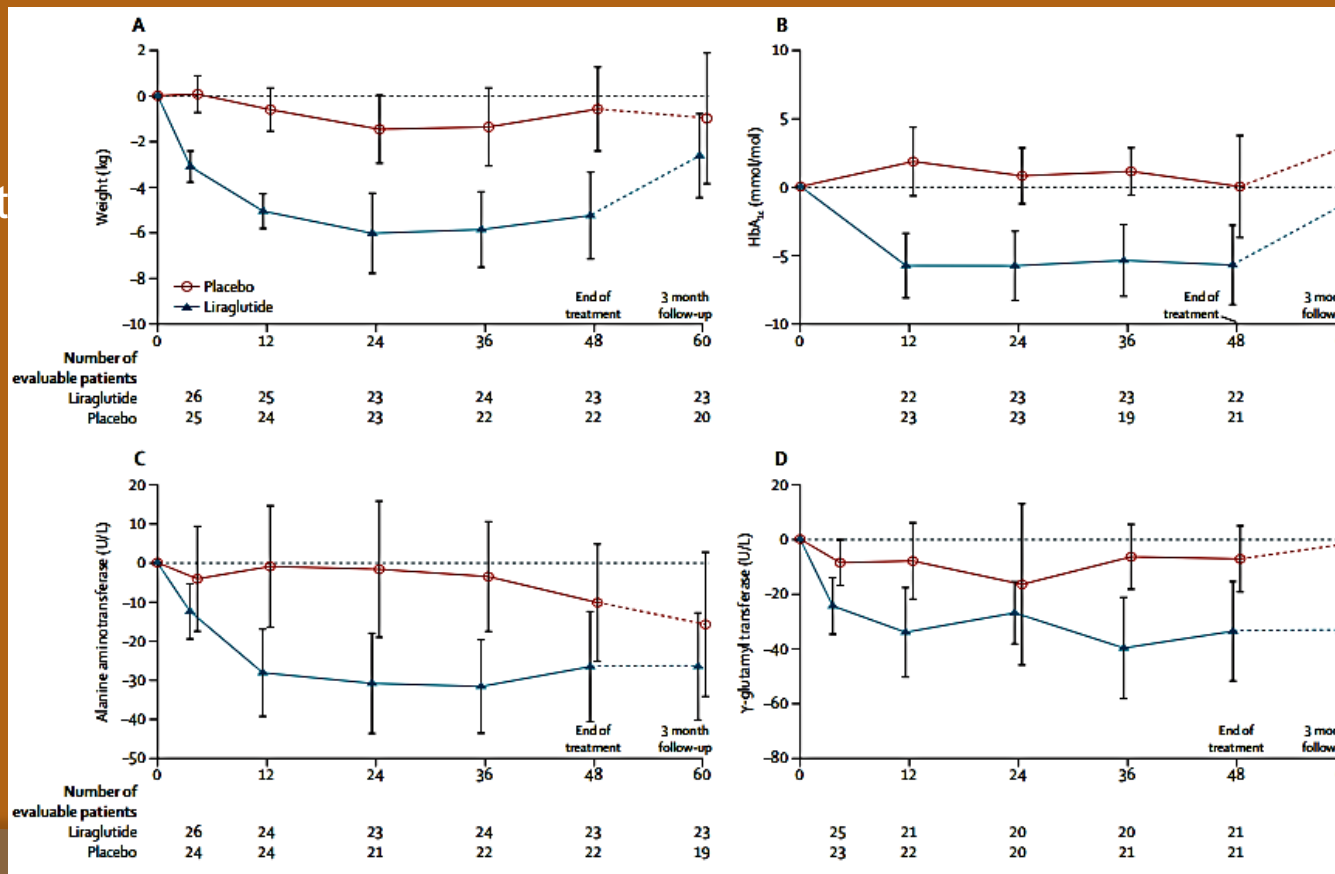 t
A
2
0
−2
−4
−6
−8
−10
Weight (kg)
Placebo
Liraglutide
End of treatment
3 month follow-up
0 12 24 36 48 60
Number of
evaluable patients
Liraglutide 26 25 23 24 23 23
Placebo 25 24 23 22 22 20
B
10
5
0
−5
−10
HbA1c (mmol/mol)
End of
treatment
0 12 24 36 48
22 23 23 22
23 23 19 21
C
20
10
0
−10
−20
−30
−40
−50
Alanine aminotransferase (U/L)
End of treatment
3 month follow-up
0 12 24 36 48 60
Number of
evaluable patients
Liraglutide 26 24 23 24 23 23
Placebo 24 24 21 22 22 19
D
20
0
−20
−40
−60
−80
γ-glutamyl transferase (U/L)
End of
treatment
0 12 24 36 48
25 21 20 20 21
23 22 20 21 21